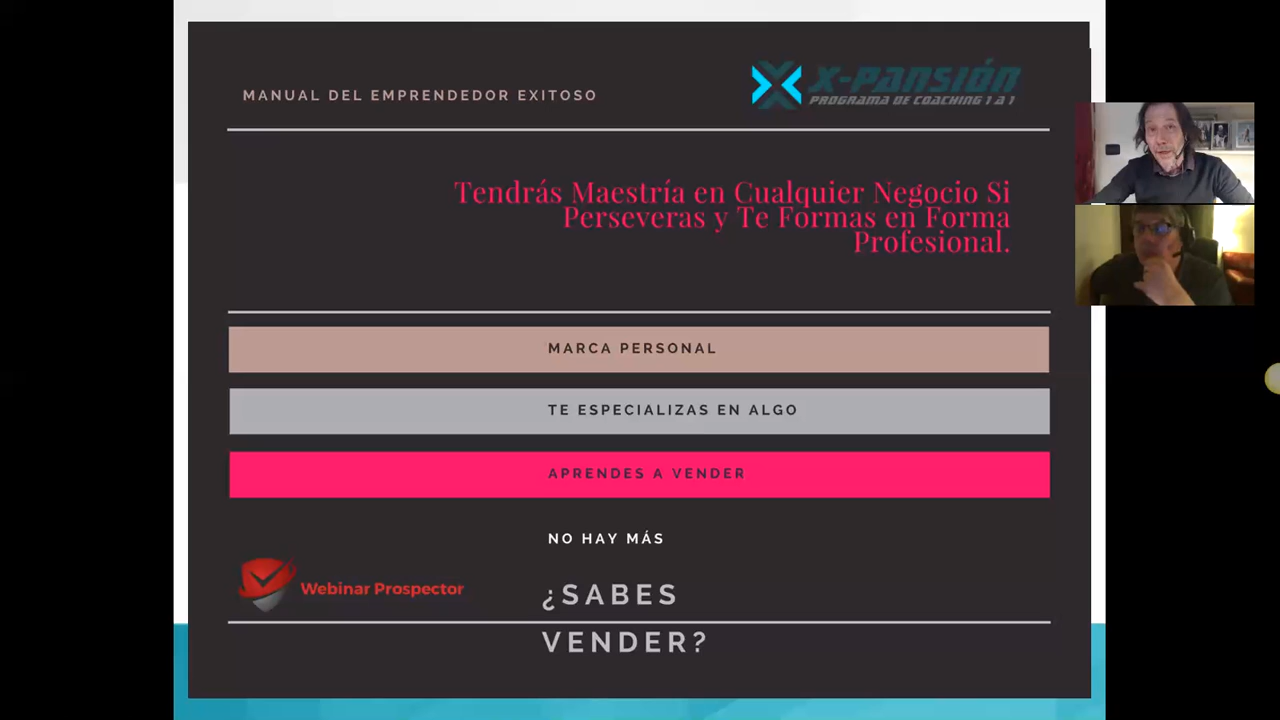 MANUAL DEL EMPRENDEDOR EXITOSO
X-PANSIÓN
PROGRAMA DE COACHING 1 A 1
Tendrás Maestría en Cualquier Negocio Si
Perseveras y Te Formas en Forma
Profesional.
MARCA PERSONAL
TE ESPECIALIZAS EN ALGO
APRENDES A VENDER
NO HAY MÁS
Webinar Prospector
¿SABES
VENDER?